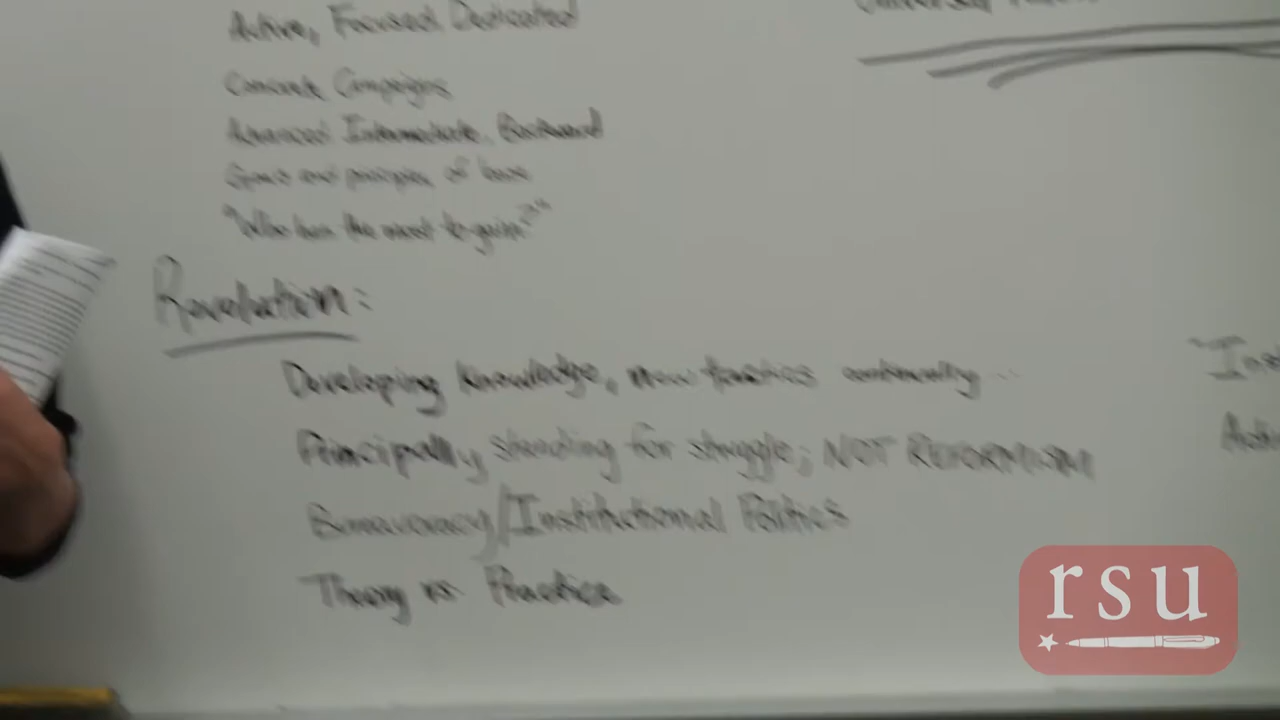 Active, Focused, Dedicated
Concrete Campaigns
Advanced Intermediate, Backward
and principles of base
"Who has the most to gain?"
Revolution:
Developing knowledge, new tactics continually...
Principally standing for struggle; NOT REFORMISM
Bureaucracy/Institutional Politics
Theory vs. Practice
rsu